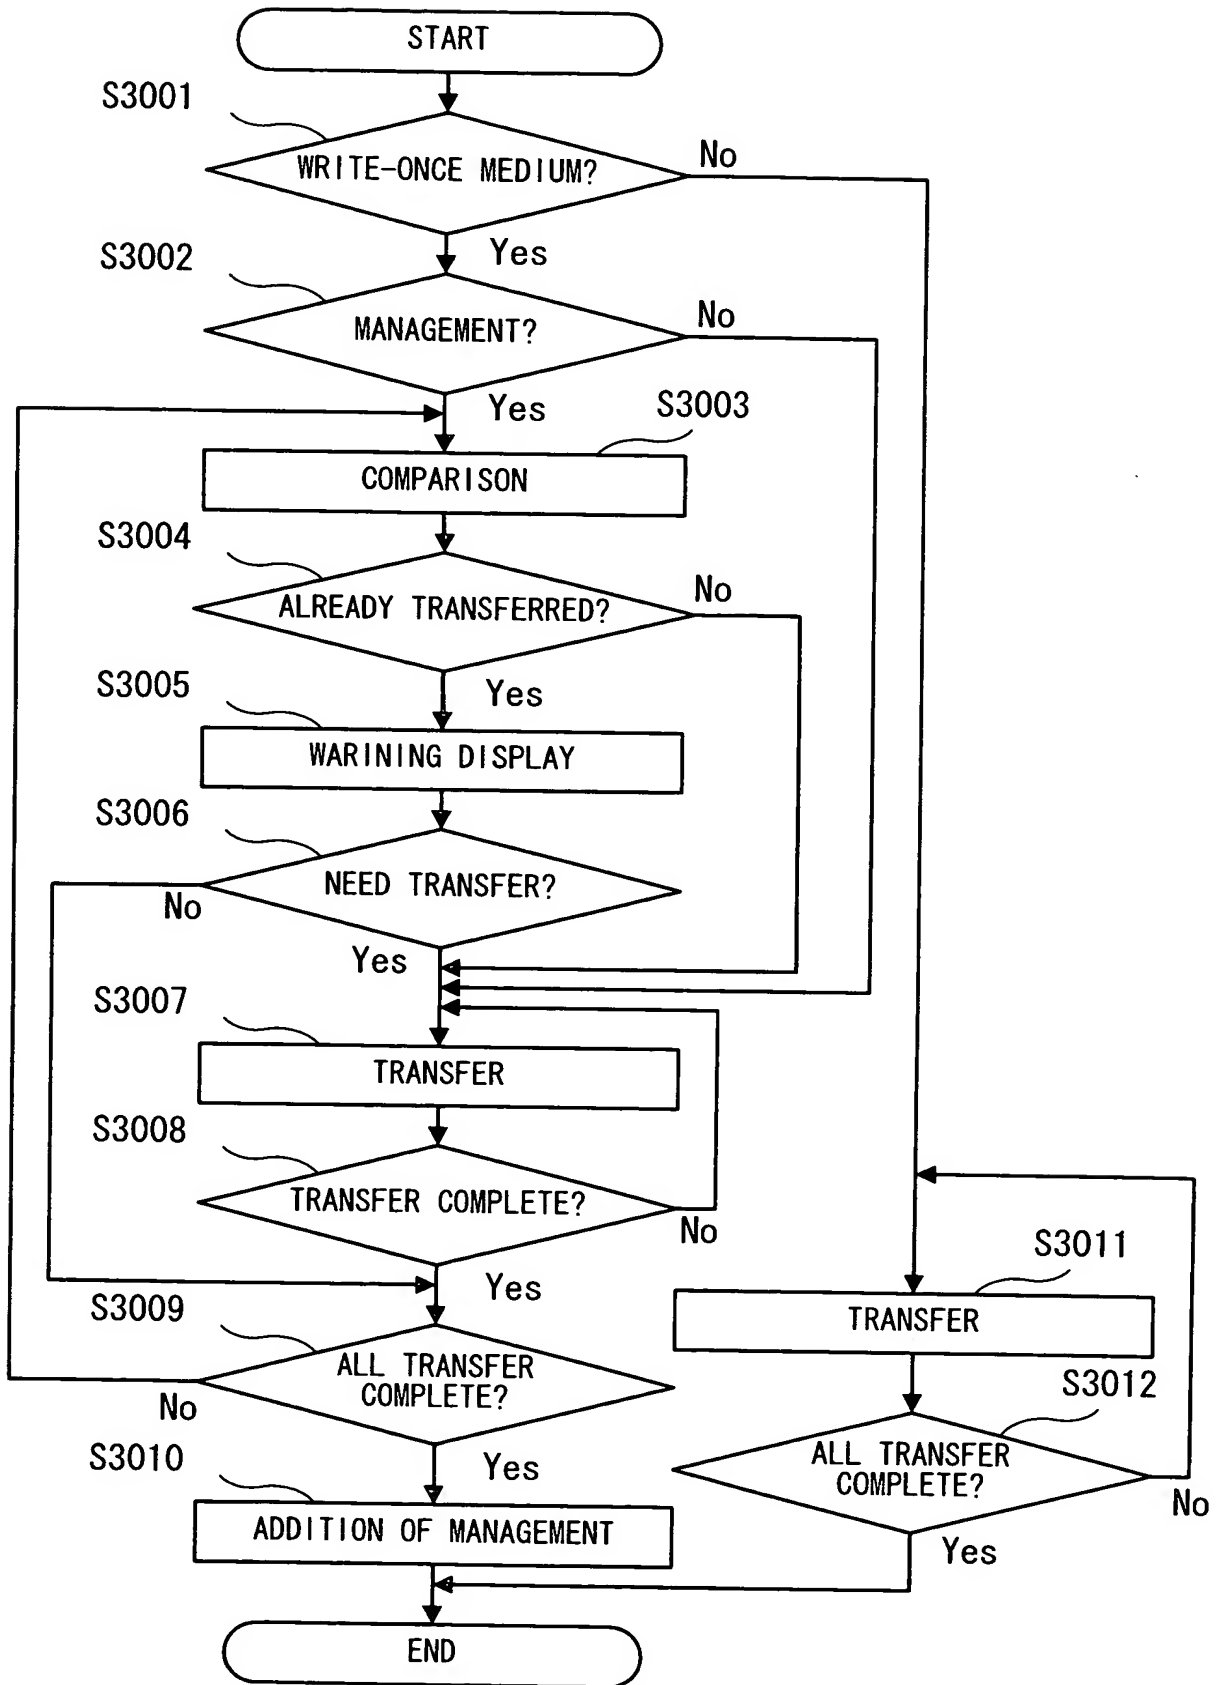 START
S3001
WRITE-ONCE MEDIUM?
No
Yes
S3002
MANAGEMENT?
No
Yes
S3003
COMPARISON
S3004
ALREADY TRANSFERRED?
No
Yes
S3005
WARINING DISPLAY
S3006
NEED TRANSFER?
No
Yes
S3007
TRANSFER
S3008
TRANSFER COMPLETE?
No
Yes
S3009
ALL TRANSFER
COMPLETE?
No
Yes
S3010
ADDITION OF MANAGEMENT
S3011
TRANSFER
S3012
ALL TRANSFER
COMPLETE?
No
Yes
END